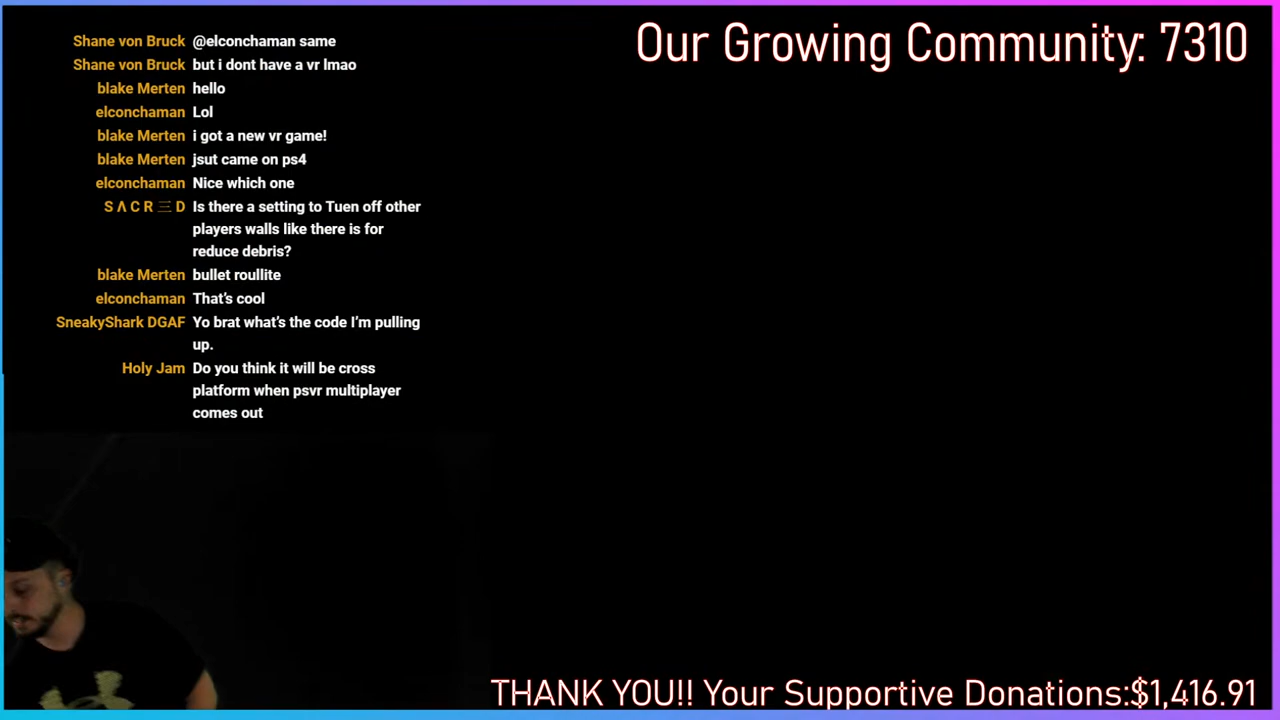 Our Growing Community: 7310
Shane von Bruck @elconchaman same
Shane von Bruck but i dont have a vr lmao
blake Merten hello
elconchaman Lol
blake Merten i got a new vr game!
blake Merten jsut came on ps4
elconchaman Nice which one
S Λ C R 三 D Is there a setting to Tuen off other
players walls like there is for
reduce debris?
blake Merten bullet roullite
elconchaman That's cool
SneakyShark DGAF Yo brat what's the code I'm pulling
up.
Holy Jam Do you think it will be cross
platform when psvr multiplayer
comes out
THANK YOU!! Your Supportive Donations:$1,416.91